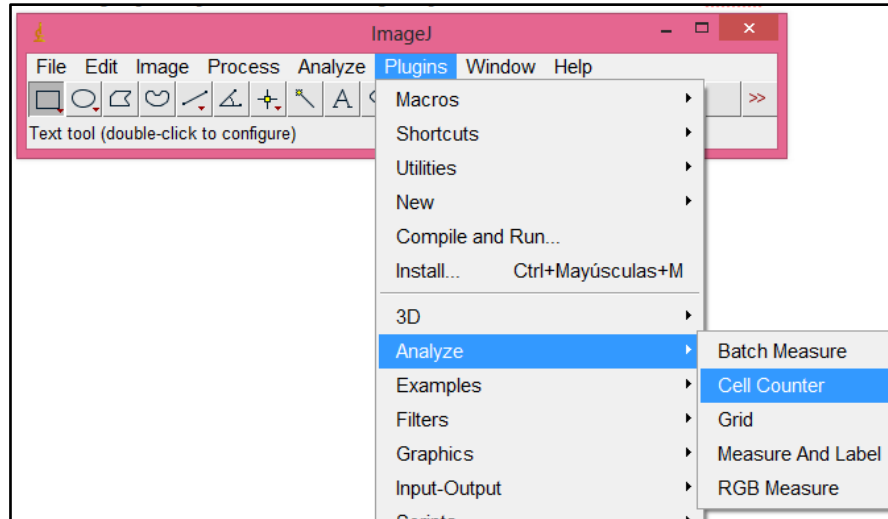 ImageJ
File Edit Image Process Analyze Plugins Window Help
A >>
Text tool (double-click to configure)
Macros
Shortcuts
Utilities
New
Compile and Run...
Install... Ctrl+Mayúsculas+M
3D
Analyze
Examples
Filters
Graphics
Input-Output
Batch Measure
Cell Counter
Grid
Measure And Label
RGB Measure